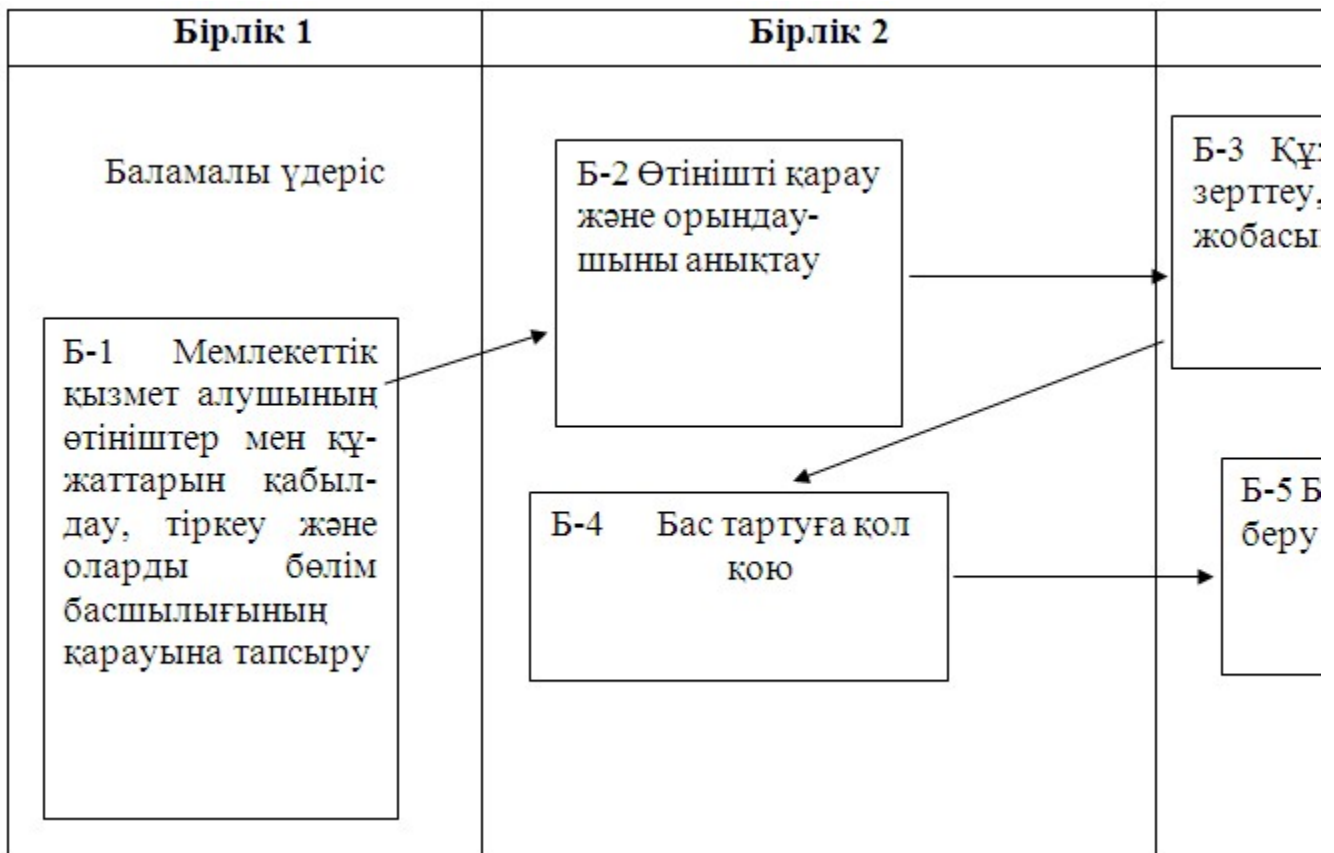 Бірлік 1
Бірлік 2
Баламалы үдеріс
Б-1 Мемлекеттік
қызмет алушының
өтініштер мен құ-
жаттарын қабыл-
дау, тіркеу және
оларды бөлім
басшылығының
қарауына тапсыру
Б-2 Өтінішті қарау
және орындау-
шыны анықтау
Б-3
зерттеу,
Б-4 Бас тартуға қол
қою
Б-5
беру